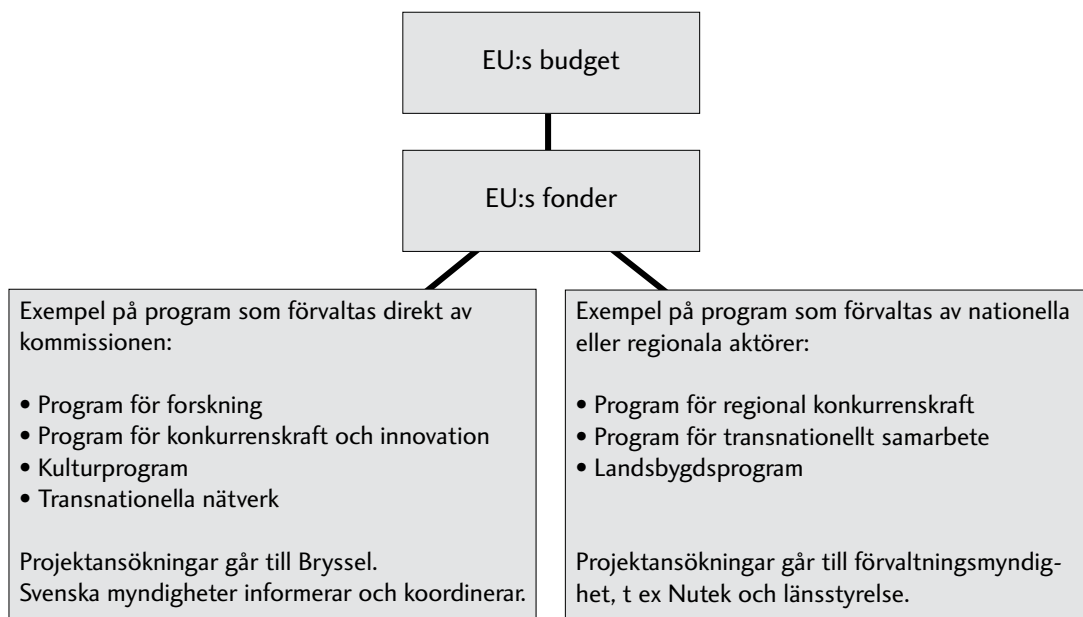 EU:s budget
EU:s fonder
Exempel på program som förvaltas direkt av
kommissionen:
• Program för forskning
• Program för konkurrenskraft och innovation
• Kulturprogram
• Transnationella nätverk
Projektansökningar går till Bryssel.
Svenska myndigheter informerar och koordinerar.
Exempel på program som förvaltas av nationella
eller regionala aktörer:
• Program för regional konkurrenskraft
• Program för transnationellt samarbete
• Landsbygdsprogram
Projektansökningar går till förvaltningsmyndig-
het, t ex Nutek och länsstyrelse.